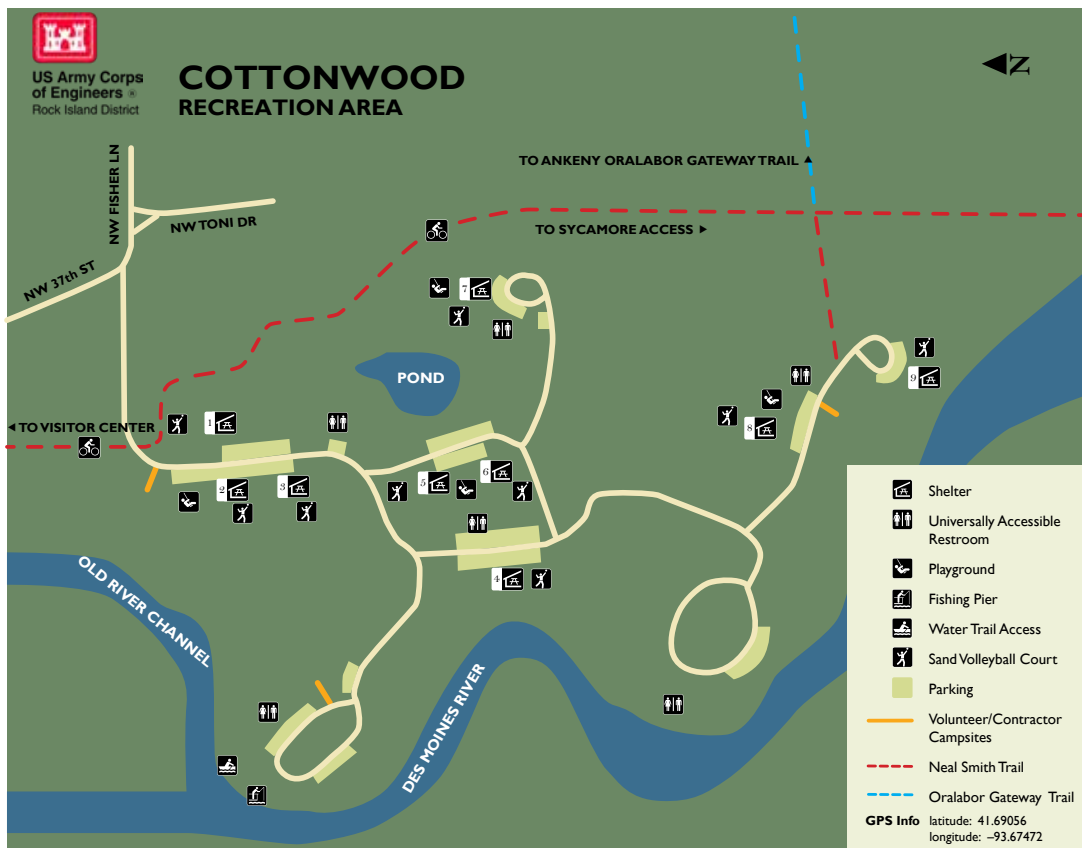 US Army Corps
of Engineers ®
Rock Island District
COTTONWOOD
RECREATION AREA
N
TO ANKENY ORALABOR GATEWAY TRAIL ▲
NW FISHER LN
NW TONI DR
TO SYCAMORE ACCESS ►
NW 37th ST
7
POND
9
◄ TO VISITOR CENTER
1
8
2
3
5
6
4
OLD RIVER CHANNEL
DES MOINES RIVER
Shelter
Universally Accessible
Restroom
Playground
Fishing Pier
Water Trail Access
Sand Volleyball Court
Parking
Volunteer/Contractor
Campsites
Neal Smith Trail
Oralabor Gateway Trail
GPS Info latitude: 41.69056
longitude: –93.67472